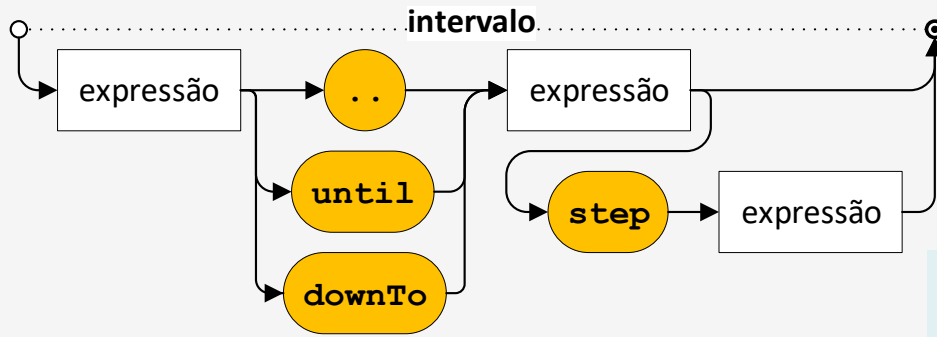 intervalo
expressão
..
expressão
until
step
expressão
downTo